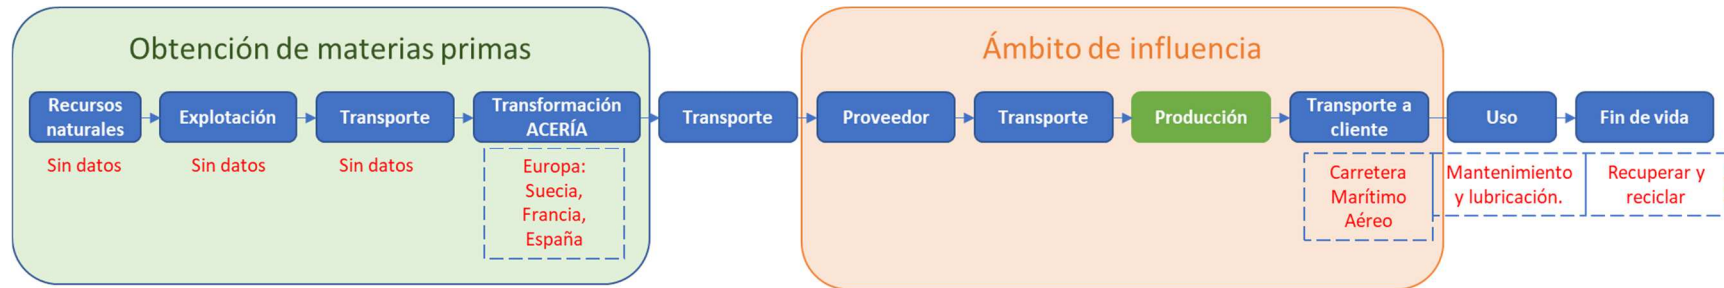 Obtención de materias primas
Ámbito de influencia
Recursos
naturales
Explotación
Transporte
Transformación
ACERÍA
Transporte
Proveedor
Transporte
Producción
Transporte a
cliente
Uso
Fin de vida
Sin datos
Sin datos
Sin datos
Europa:
Suecia,
Francia,
España
Carretera
Marítimo
Aéreo
Mantenimiento
y lubricación.
Recuperar y
reciclar